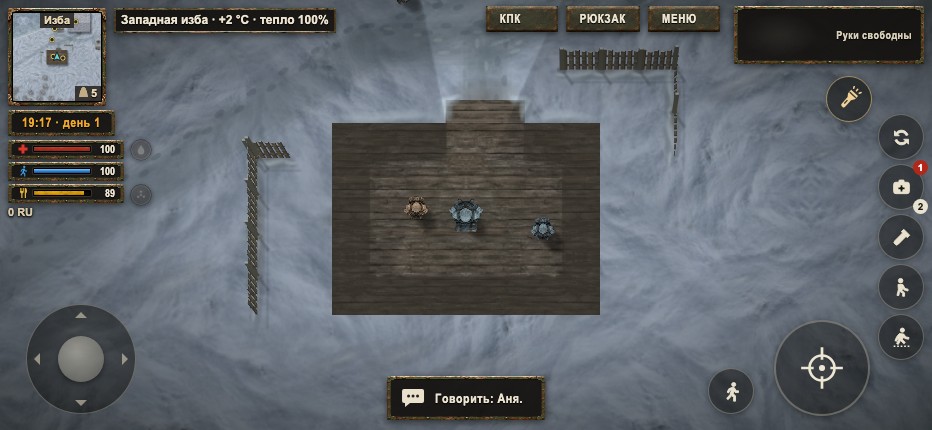 Изба
Западная изба · +2 °C · тепло 100%
КПК
РЮКЗАК
МЕНЮ
Руки свободны
5
19:17 · день 1
100
100
89
0 RU
1
2
Говорить: Аня.